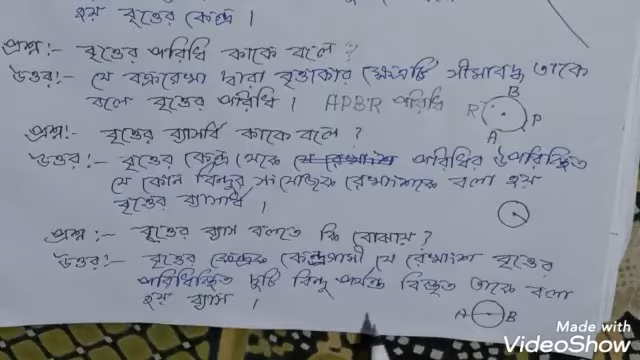 হয় বৃত্তের কেন্দ্র ।
প্রশ্ন:- বৃত্তের পরিধি কাকে বলে ?
উত্তর:- যে বক্ররেখা দ্বারা বৃত্তাকার ক্ষেত্রটি সীমাবদ্ধ তাকে
বলে বৃত্তের পরিধি । APBR পরিধি
B
R
P
A
প্রশ্ন:- বৃত্তের ব্যাসার্ধ কাকে বলে ?
উত্তর:- বৃত্তের কেন্দ্র থেকে পরিধির উপরিস্থিত
যে কোন বিন্দুর সংযোজক রেখাংশকে বলা হয়
বৃত্তের ব্যাসার্ধ ।
প্রশ্ন:- বৃত্তের ব্যাস বলতে কি বোঝায় ?
উত্তর:- বৃত্তের কেন্দ্রগামী যে রেখাংশ বৃত্তের
পরিধিস্থিত দুটি বিন্দু পর্যন্ত বিস্তৃত তাকে বলা
হয় ব্যাস ।
A B
Made with
VideoShow